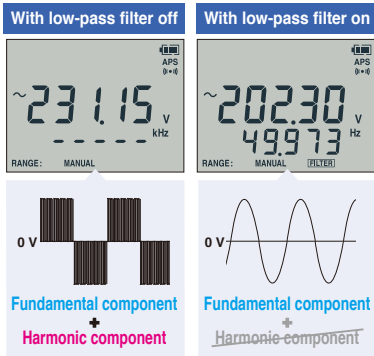 With low-pass filter off
APS
~ 231.15 V
- - - - - kHz
RANGE: MANUAL
0 V
Fundamental component
+
Harmonic component
With low-pass filter on
APS
~ 202.30 V
49.973 Hz
RANGE: MANUAL FILTER
0 V
Fundamental component
+
Harmonic component